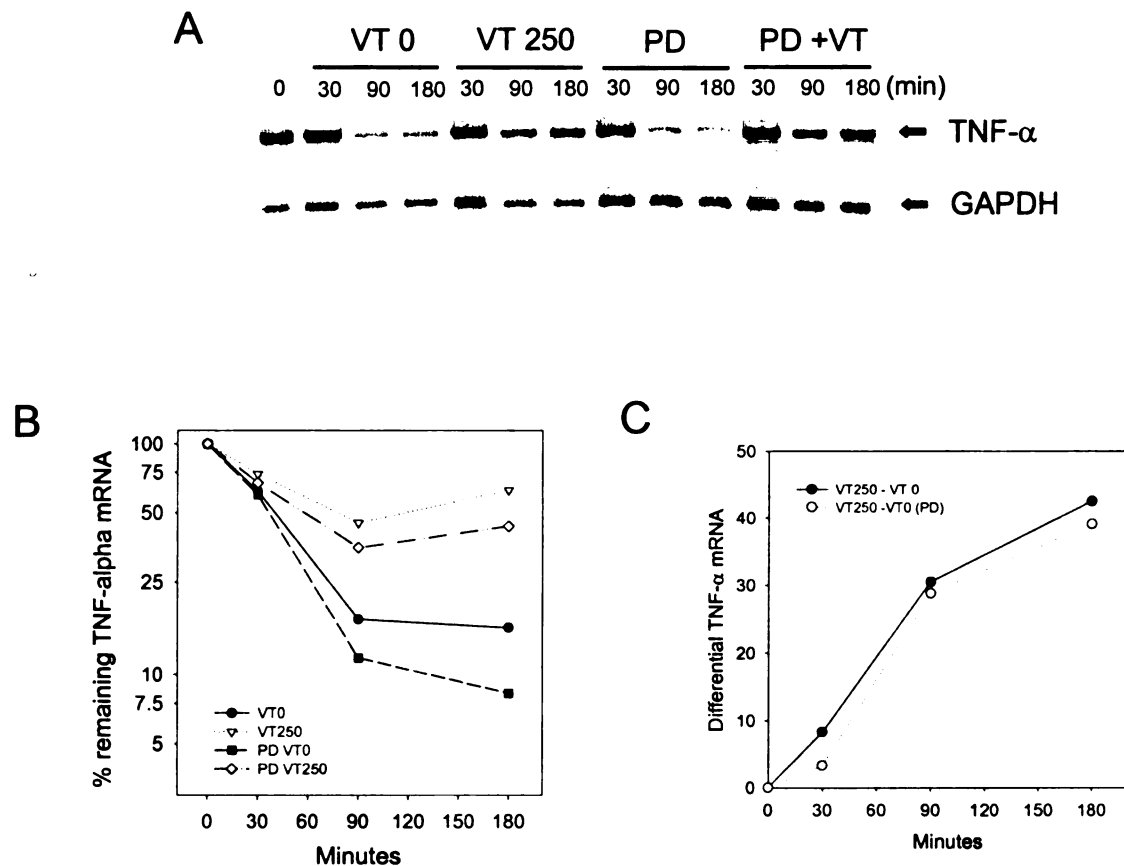 A
VT 0 VT 250 PD PD +VT
0 30 90 180 30 90 180 30 90 180 30 90 180 (min)
TNF-α
GAPDH
B
% remaining TNF-alpha mRNA
100
75
50
25
10
7.5
5
VT0
VT250
PD VT0
PD VT250
0 30 60 90 120 150 180
Minutes
C
Differential TNF-α mRNA
50
40
30
20
10
0
VT250 - VT 0
VT250 -VT0 (PD)
0 30 60 90 120 150 180
Minutes